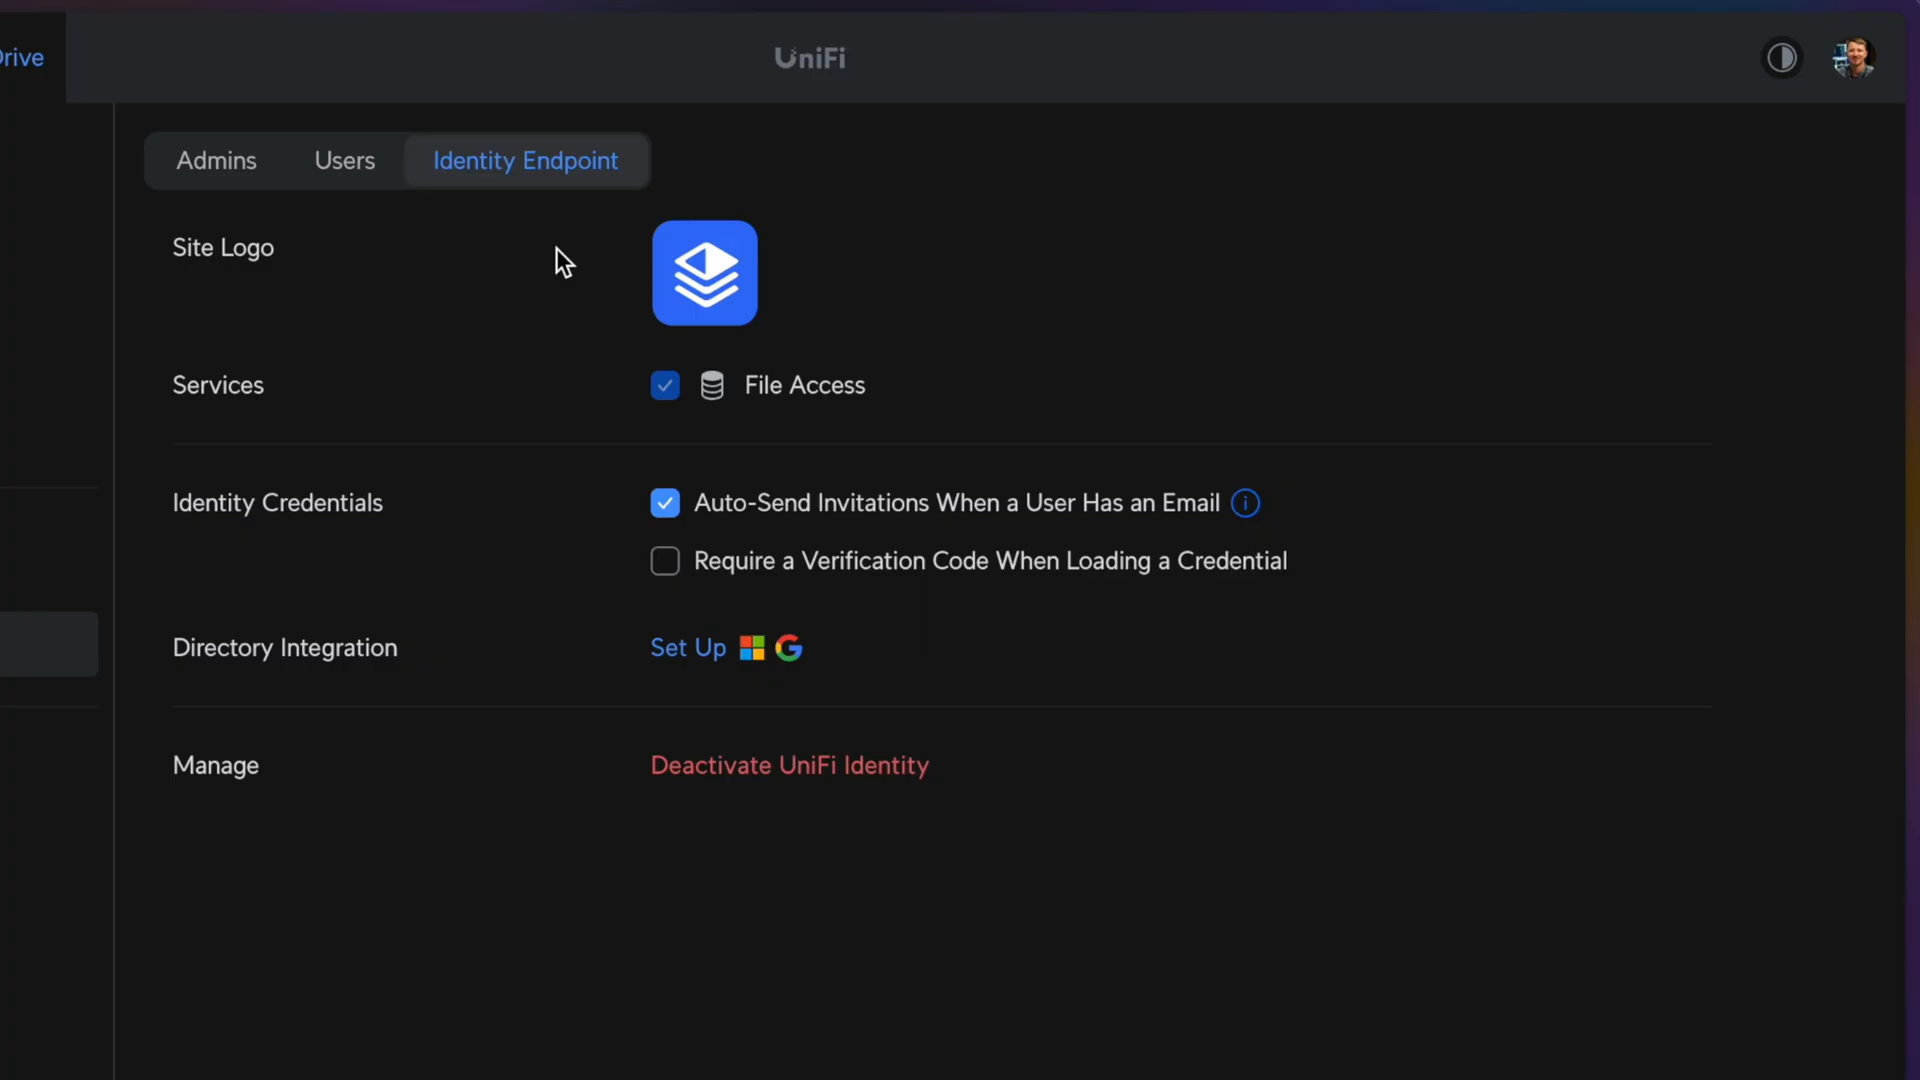 Drive
UniFi
Admins
Users
Identity Endpoint
Site Logo
Services
File Access
Identity Credentials
Auto-Send Invitations When a User Has an Email
Require a Verification Code When Loading a Credential
Directory Integration
Set Up
Manage
Deactivate UniFi Identity